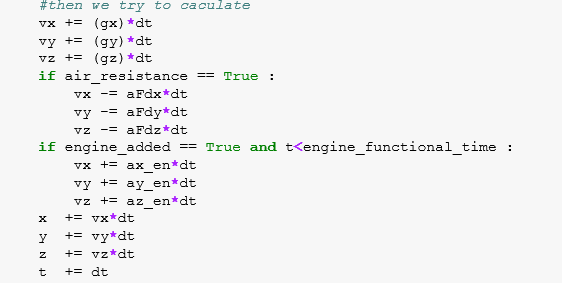 #then we try to caculate
vx += (gx)*dt
vy += (gy)*dt
vz += (gz)*dt
if air_resistance == True :
vx -= aFdx*dt
vy -= aFdy*dt
vz -= aFdz*dt
if engine_added == True and t<engine_functional_time :
vx += ax_en*dt
vy += ay_en*dt
vz += az_en*dt
x += vx*dt
y += vy*dt
z += vz*dt
t += dt